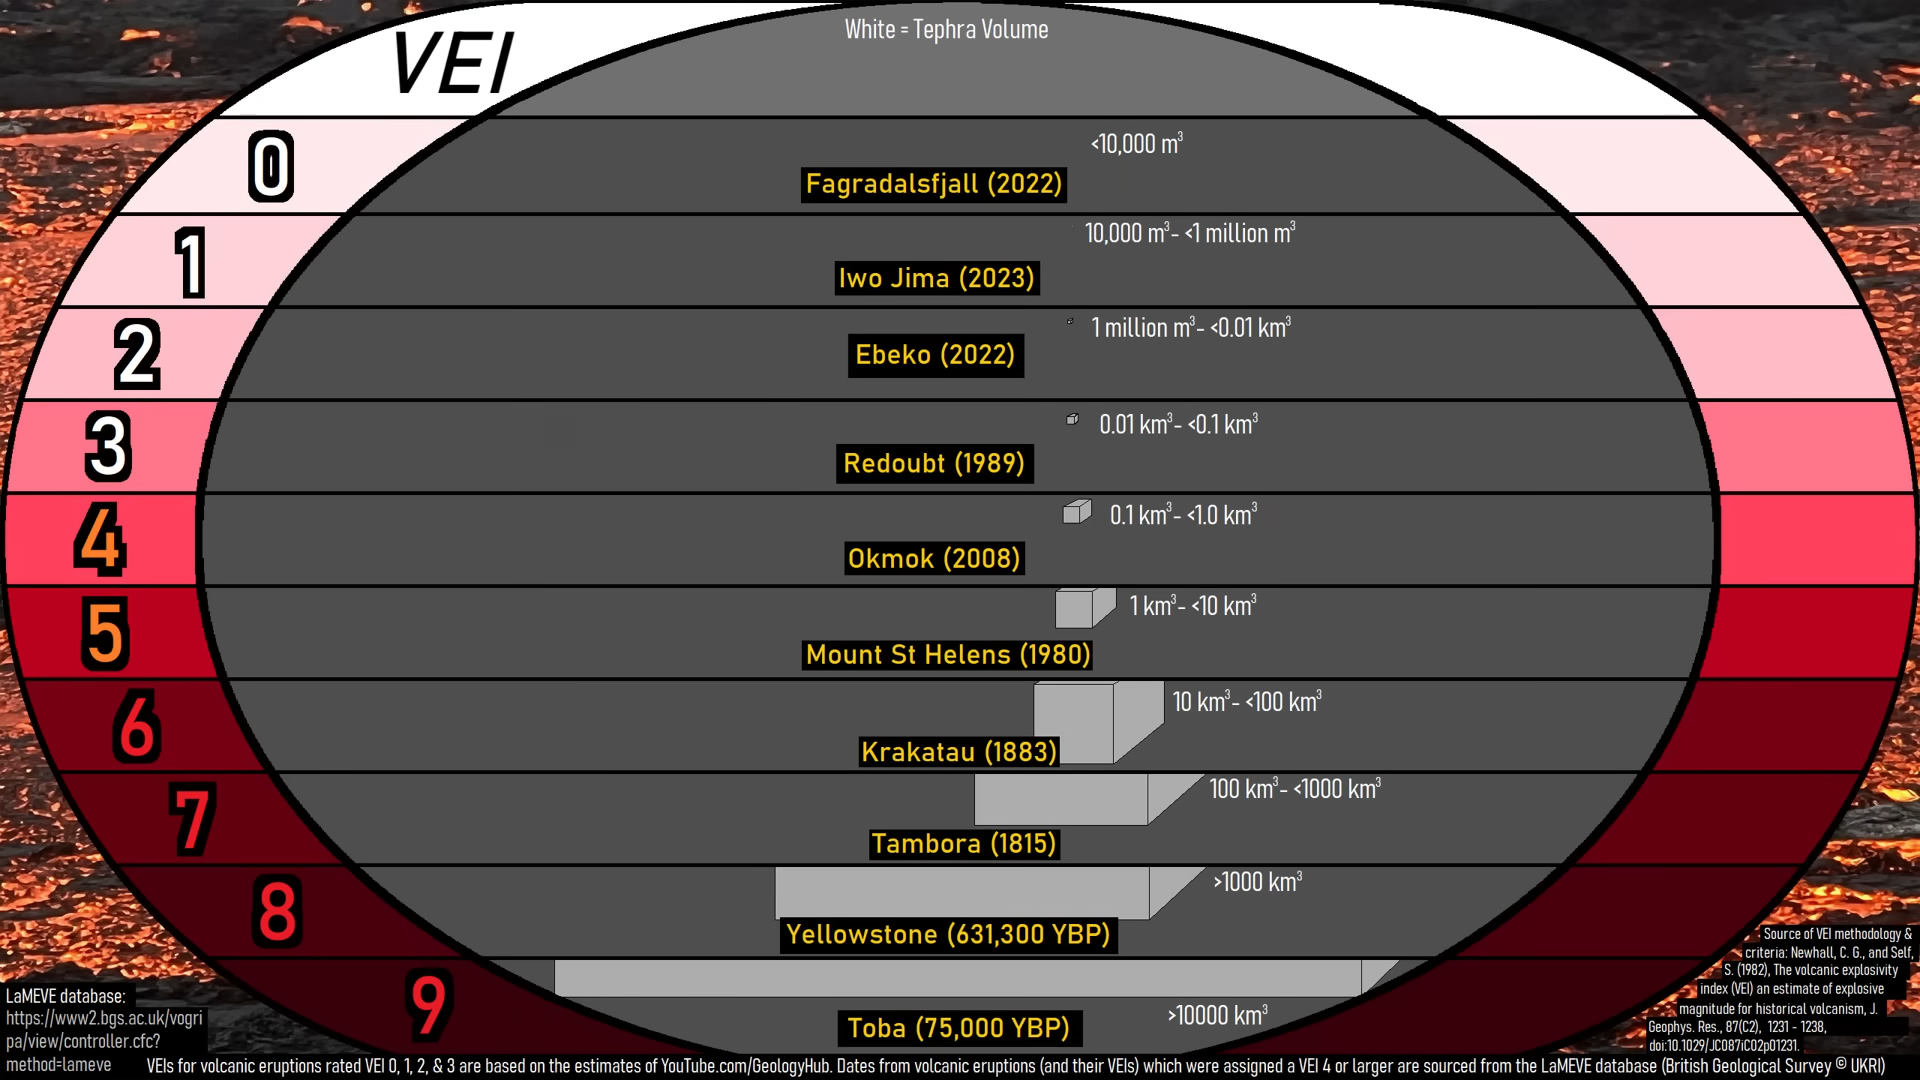 White = Tephra Volume
VEI
0
<10,000 m³
Fagradalsfjall (2022)
1
10,000 m³- <1 million m³
Iwo Jima (2023)
2
1 million m³- <0.01 km³
Ebeko (2022)
3
0.01 km³- <0.1 km³
Redoubt (1989)
4
0.1 km³- <1.0 km³
Okmok (2008)
5
1 km³- <10 km³
Mount St Helens (1980)
6
10 km³- <100 km³
Krakatau (1883)
7
100 km³- <1000 km³
Tambora (1815)
8
>1000 km³
Yellowstone (631,300 YBP)
9
>10000 km³
Toba (75,000 YBP)
Source of VEI methodology &
criteria: Newhall, C. G., and Self,
S. (1982), The volcanic explosivity
index (VEI) an estimate of explosive
magnitude for historical volcanism, J.
Geophys. Res., 87(C2), 1231 - 1238,
doi:10.1029/JC087iC02p01231.
LaMEVE database:
https://www2.bgs.ac.uk/vogri
pa/view/controller.cfc?
method=lameve
VEIs for volcanic eruptions rated VEI 0, 1, 2, & 3 are based on the estimates of YouTube.com/GeologyHub. Dates from volcanic eruptions (and their VEIs) which were assigned a VEI 4 or larger are sourced from the LaMEVE database (British Geological Survey © UKRI)